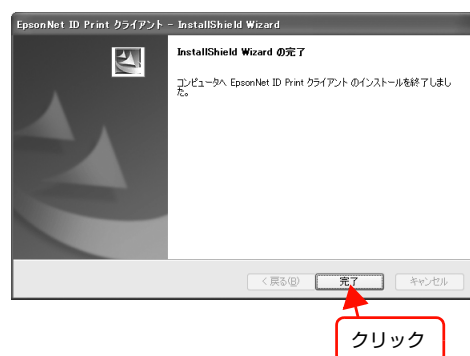 EpsonNet ID Print クライアント - InstallShield Wizard
InstallShield Wizard の完了
コンピュータへ EpsonNet ID Print クライアント のインストールを終了しまし
た。
< 戻る(B)
完了
キャンセル
クリック